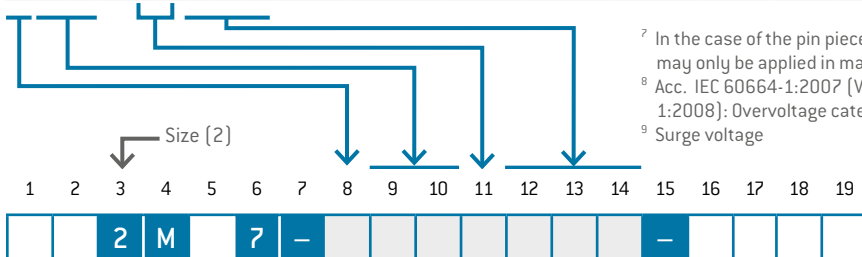 7 In the case of the pin piece
may only be applied in ma
8 Acc. IEC 60664-1:2007 (V
1:2008): Overvoltage cate
9 Surge voltage
Size (2)
1 2 3 4 5 6 7 8 9 10 11 12 13 14 15 16 17 18 19
2 M 7 – –